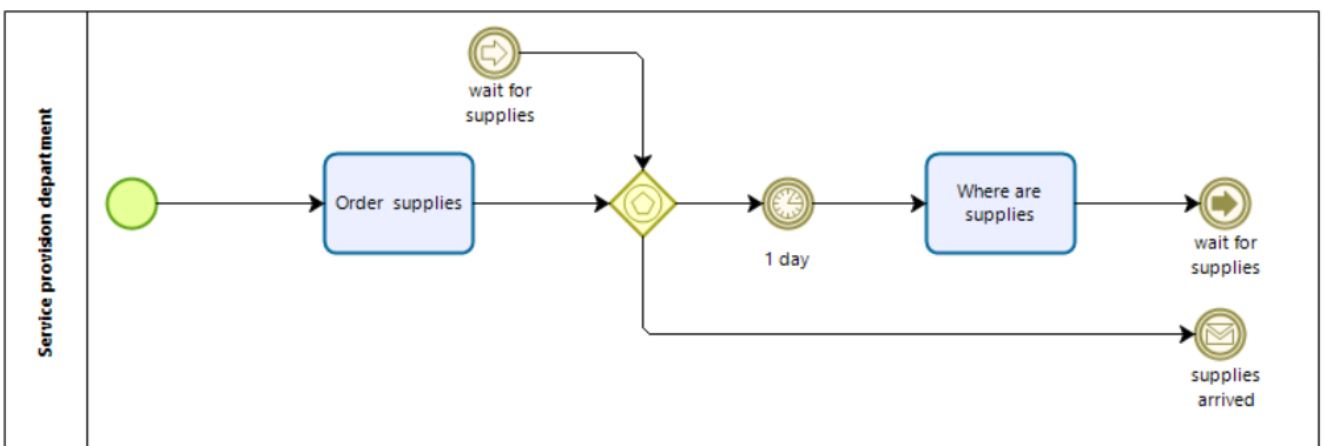 Service provision department
wait for
supplies
Order supplies
1 day
Where are
supplies
wait for
supplies
supplies
arrived